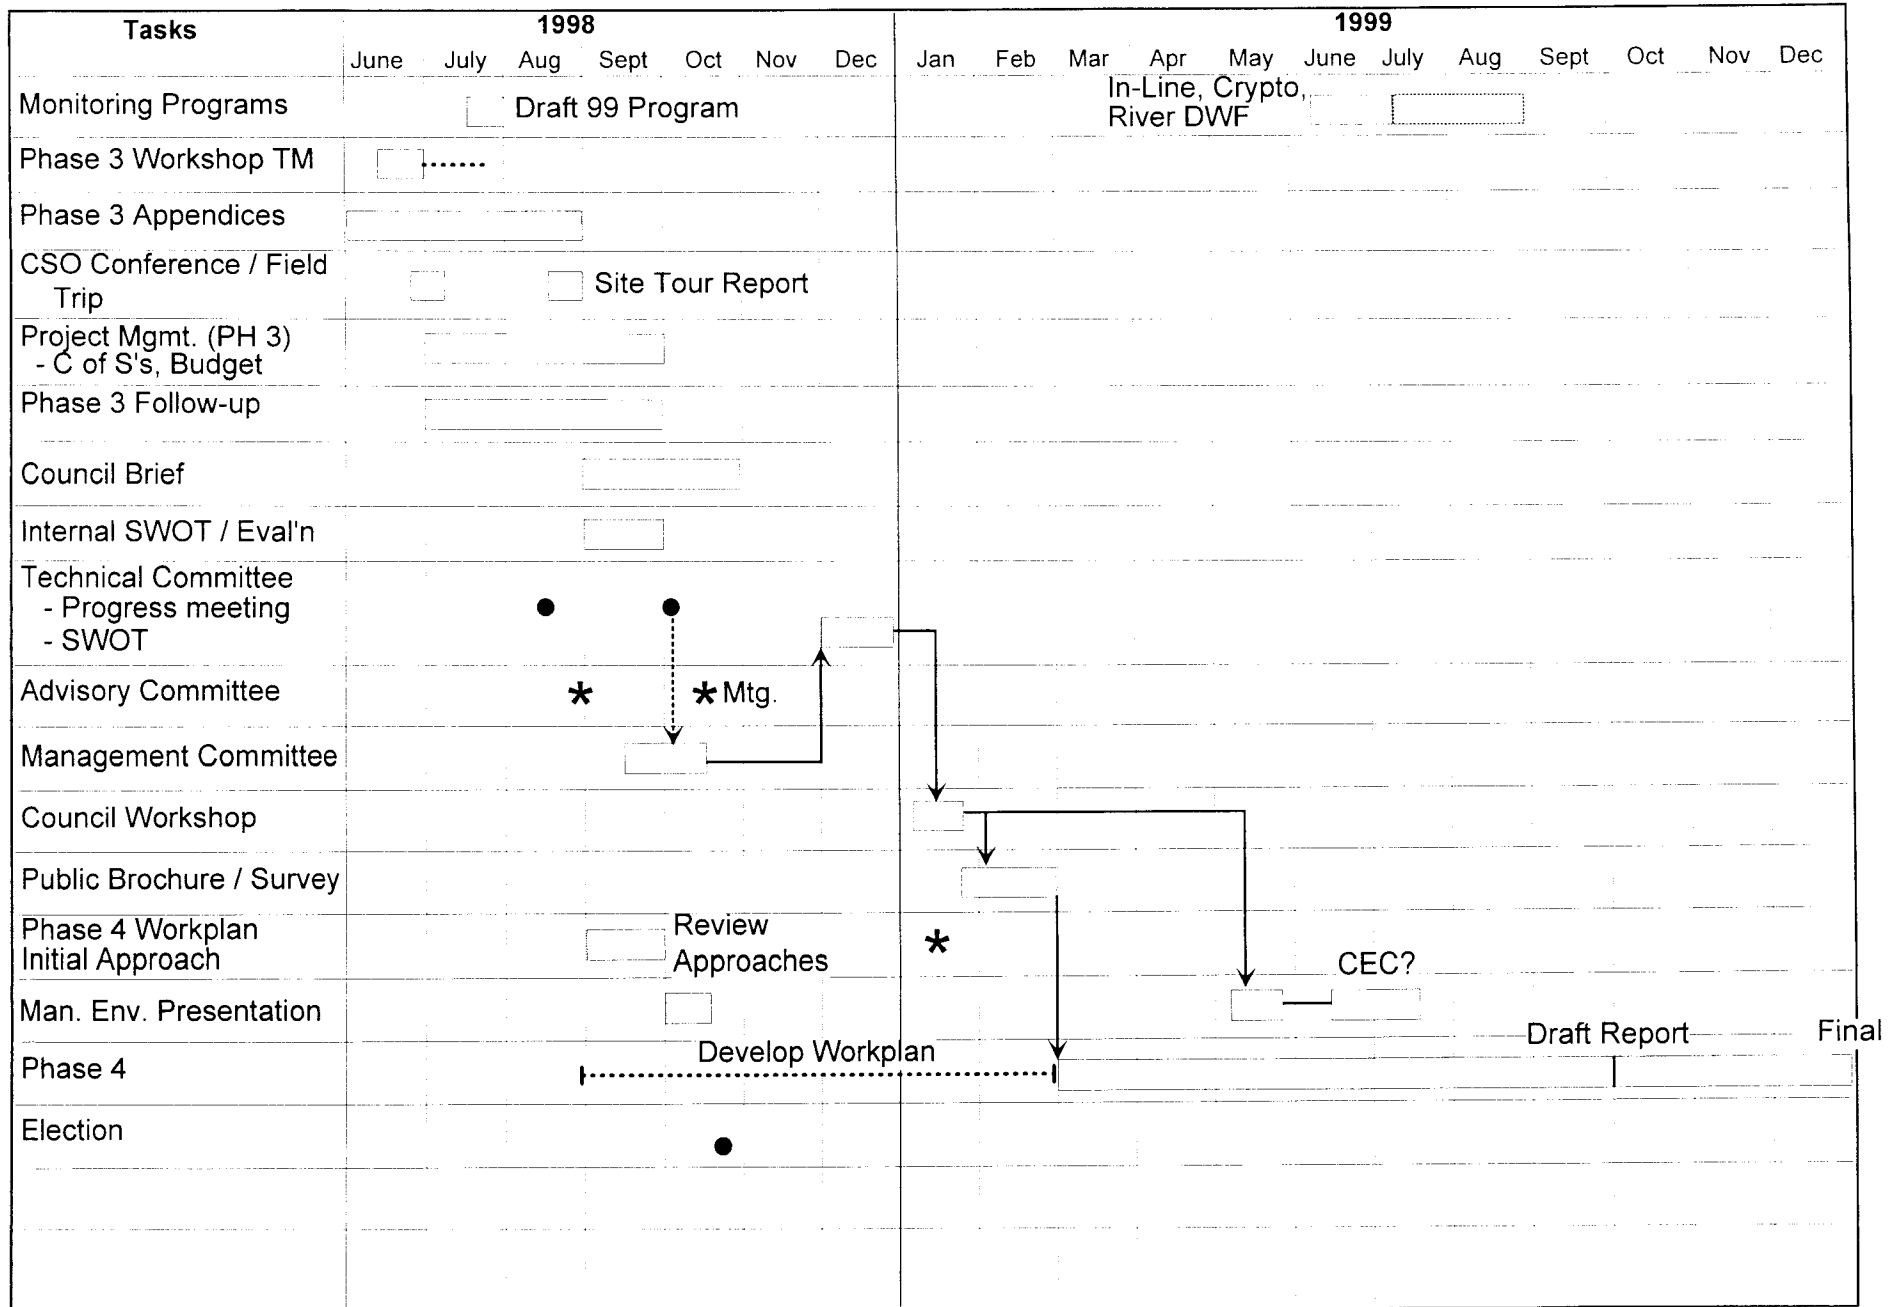 Tasks 1998 1999
June July Aug Sept Oct Nov Dec Jan Feb Mar Apr May June July Aug Sept Oct Nov Dec
Monitoring Programs
Draft 99 Program
In-Line, Crypto,
River DWF
Phase 3 Workshop TM
Phase 3 Appendices
CSO Conference / Field
Trip
Site Tour Report
Project Mgmt. (PH 3)
- C of S's, Budget
Phase 3 Follow-up
Council Brief
Internal SWOT / Eval'n
Technical Committee
- Progress meeting
- SWOT
Advisory Committee
* * Mtg.
Management Committee
Council Workshop
Public Brochure / Survey
Phase 4 Workplan
Initial Approach
Review
Approaches
*
CEC?
Man. Env. Presentation
Phase 4
Develop Workplan
Draft Report
Final
Election